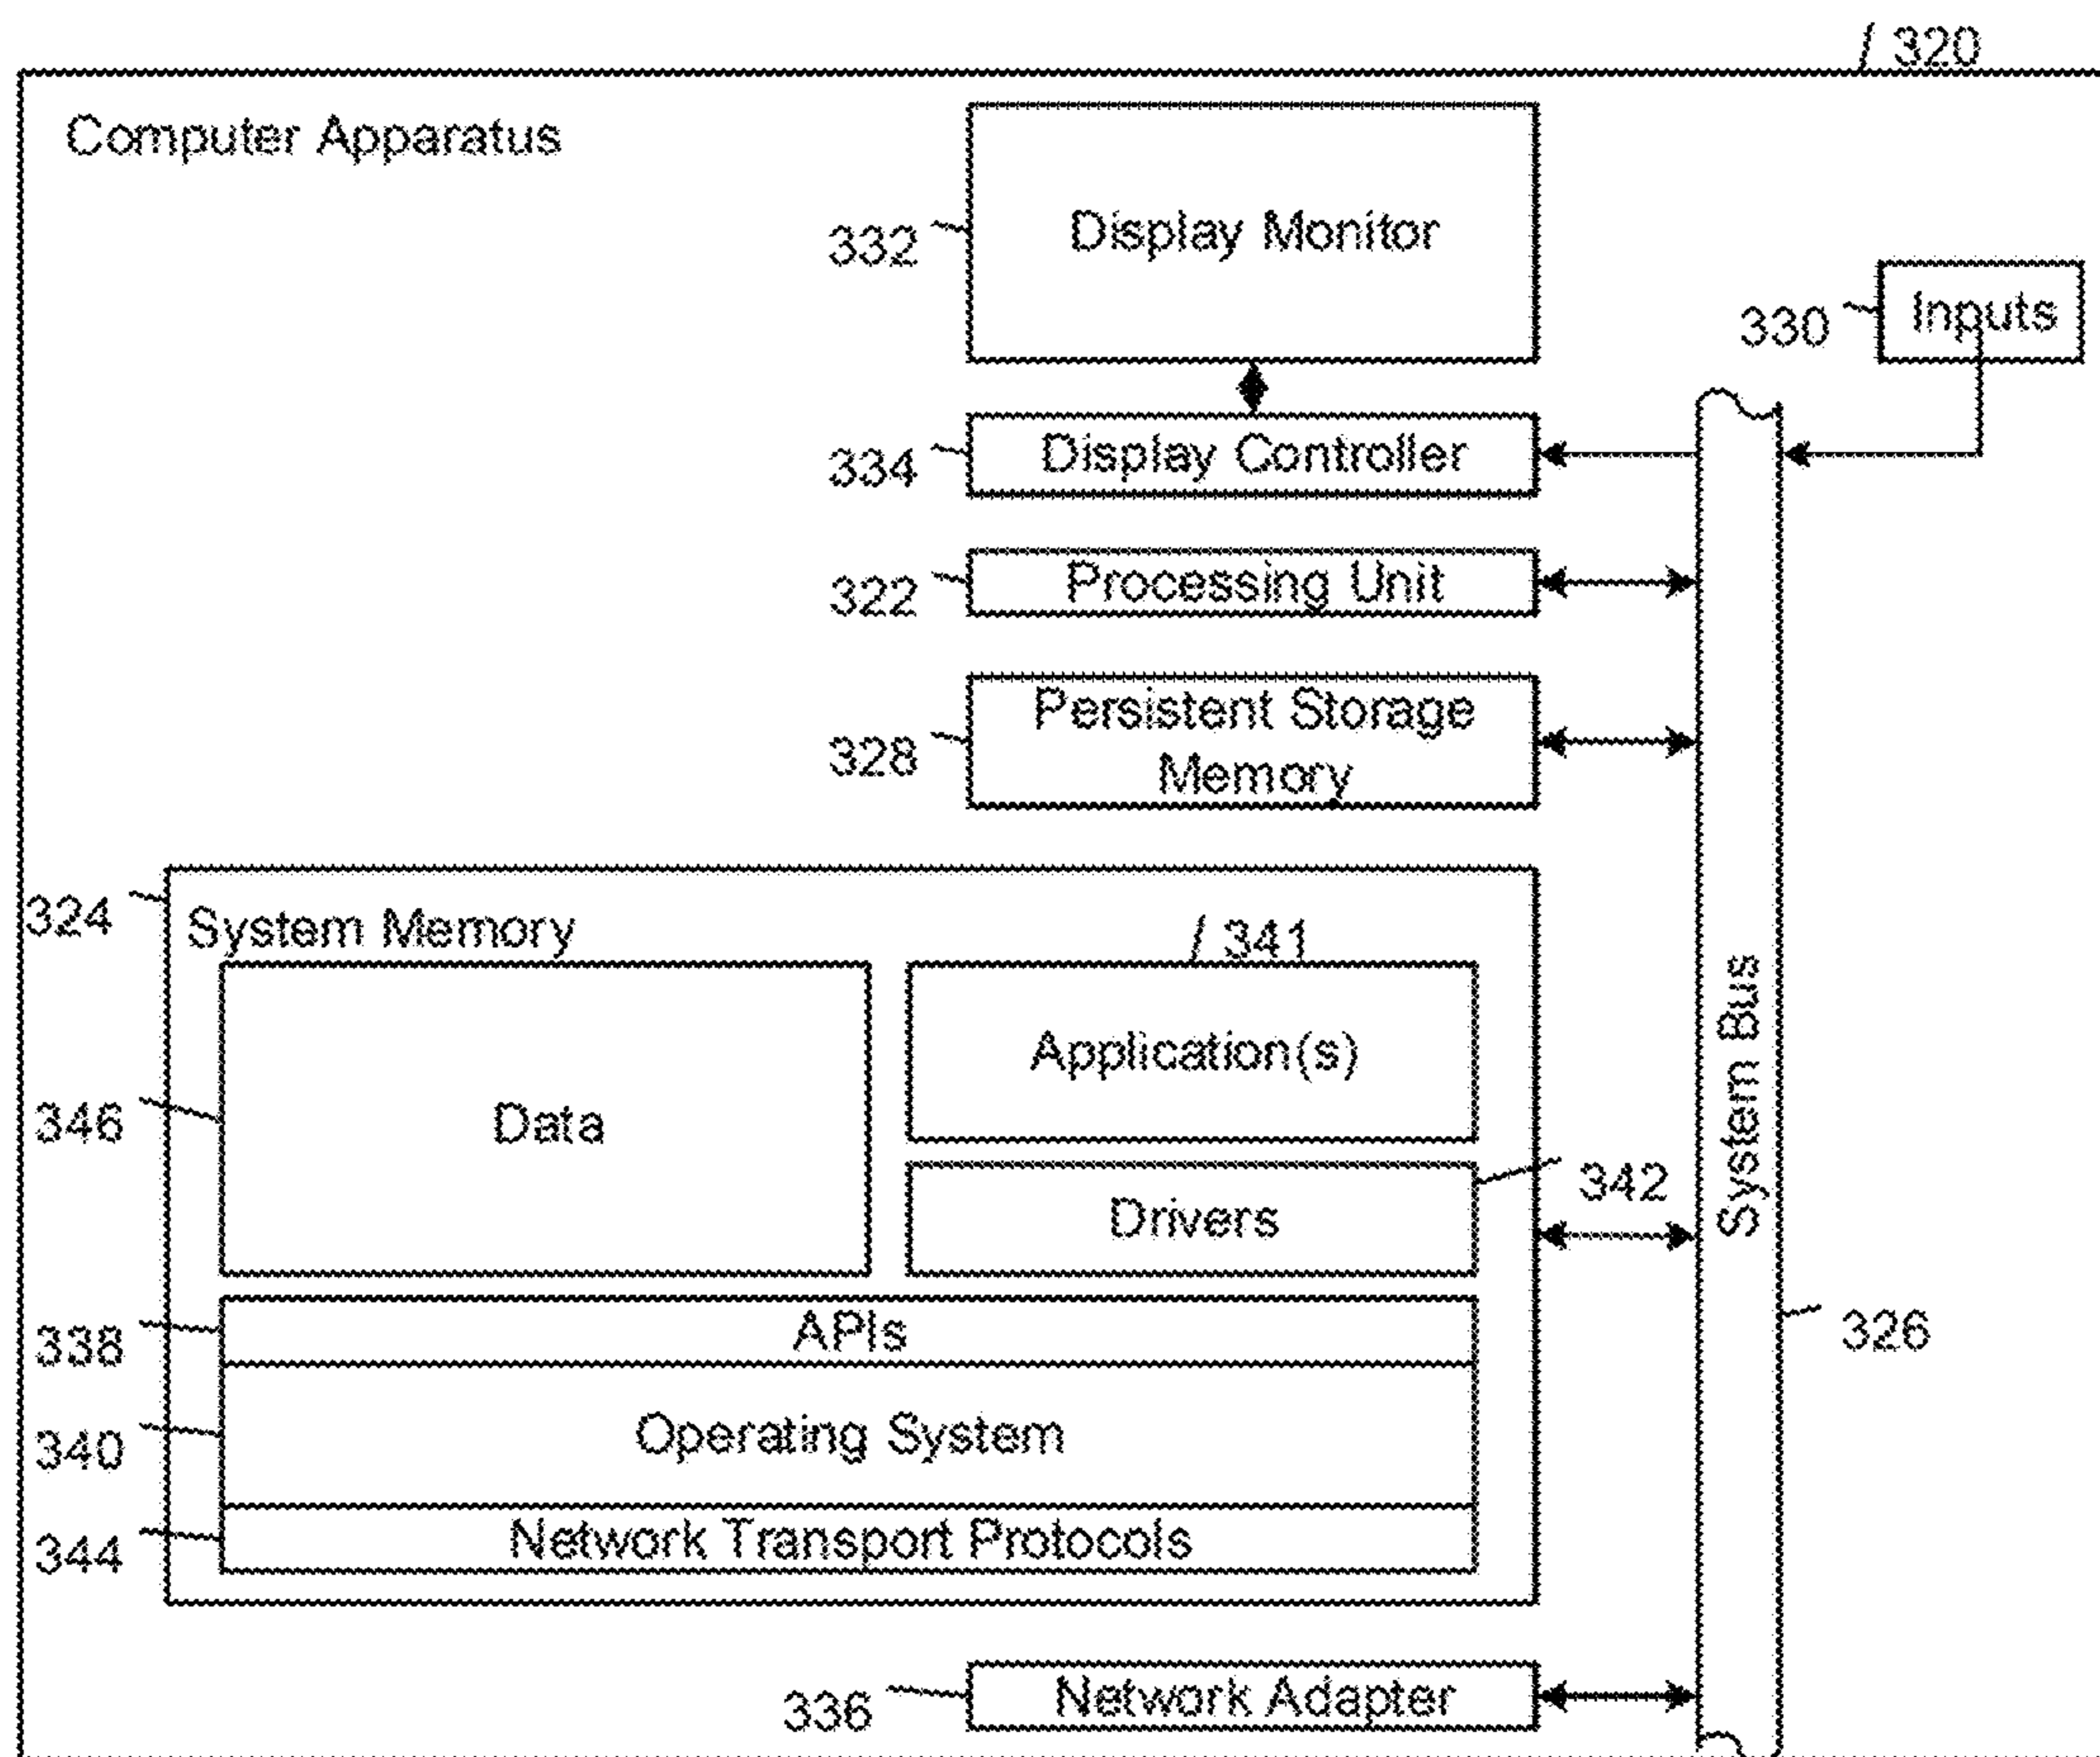 320
Computer Apparatus
332
Display Monitor
330
Inputs
334
Display Controller
322
Processing Unit
328
Persistent Storage
Memory
324
System Memory
341
346
Data
Application(s)
Drivers
342
System Bus
326
338
APIs
340
Operating System
344
Network Transport Protocols
336
Network Adapter